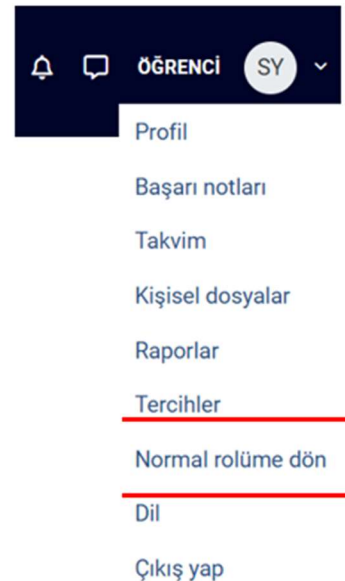 ÖĞRENCİ SY
Profil
Başarı notları
Takvim
Kişisel dosyalar
Raporlar
Tercihler
Normal rolüme dön
Dil
Çıkış yap